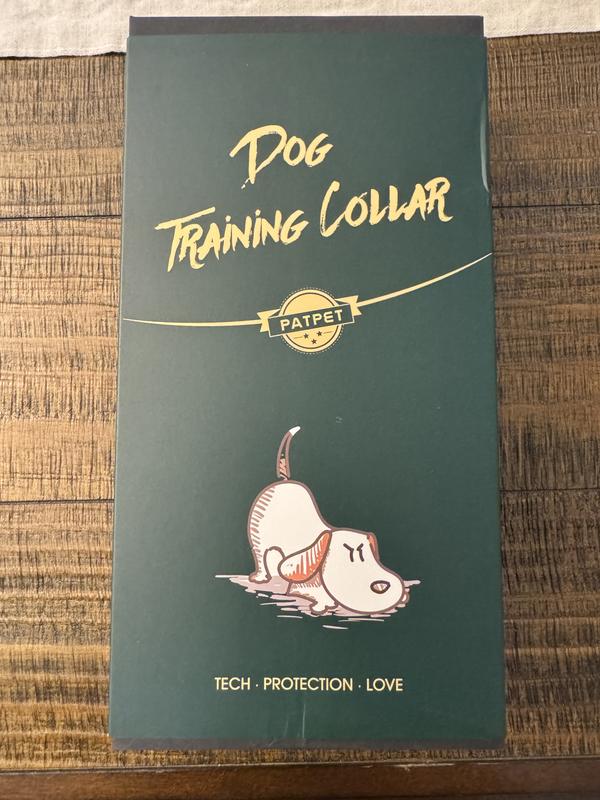 Dog
Training Collar
PATPET
TECH · PROTECTION · LOVE